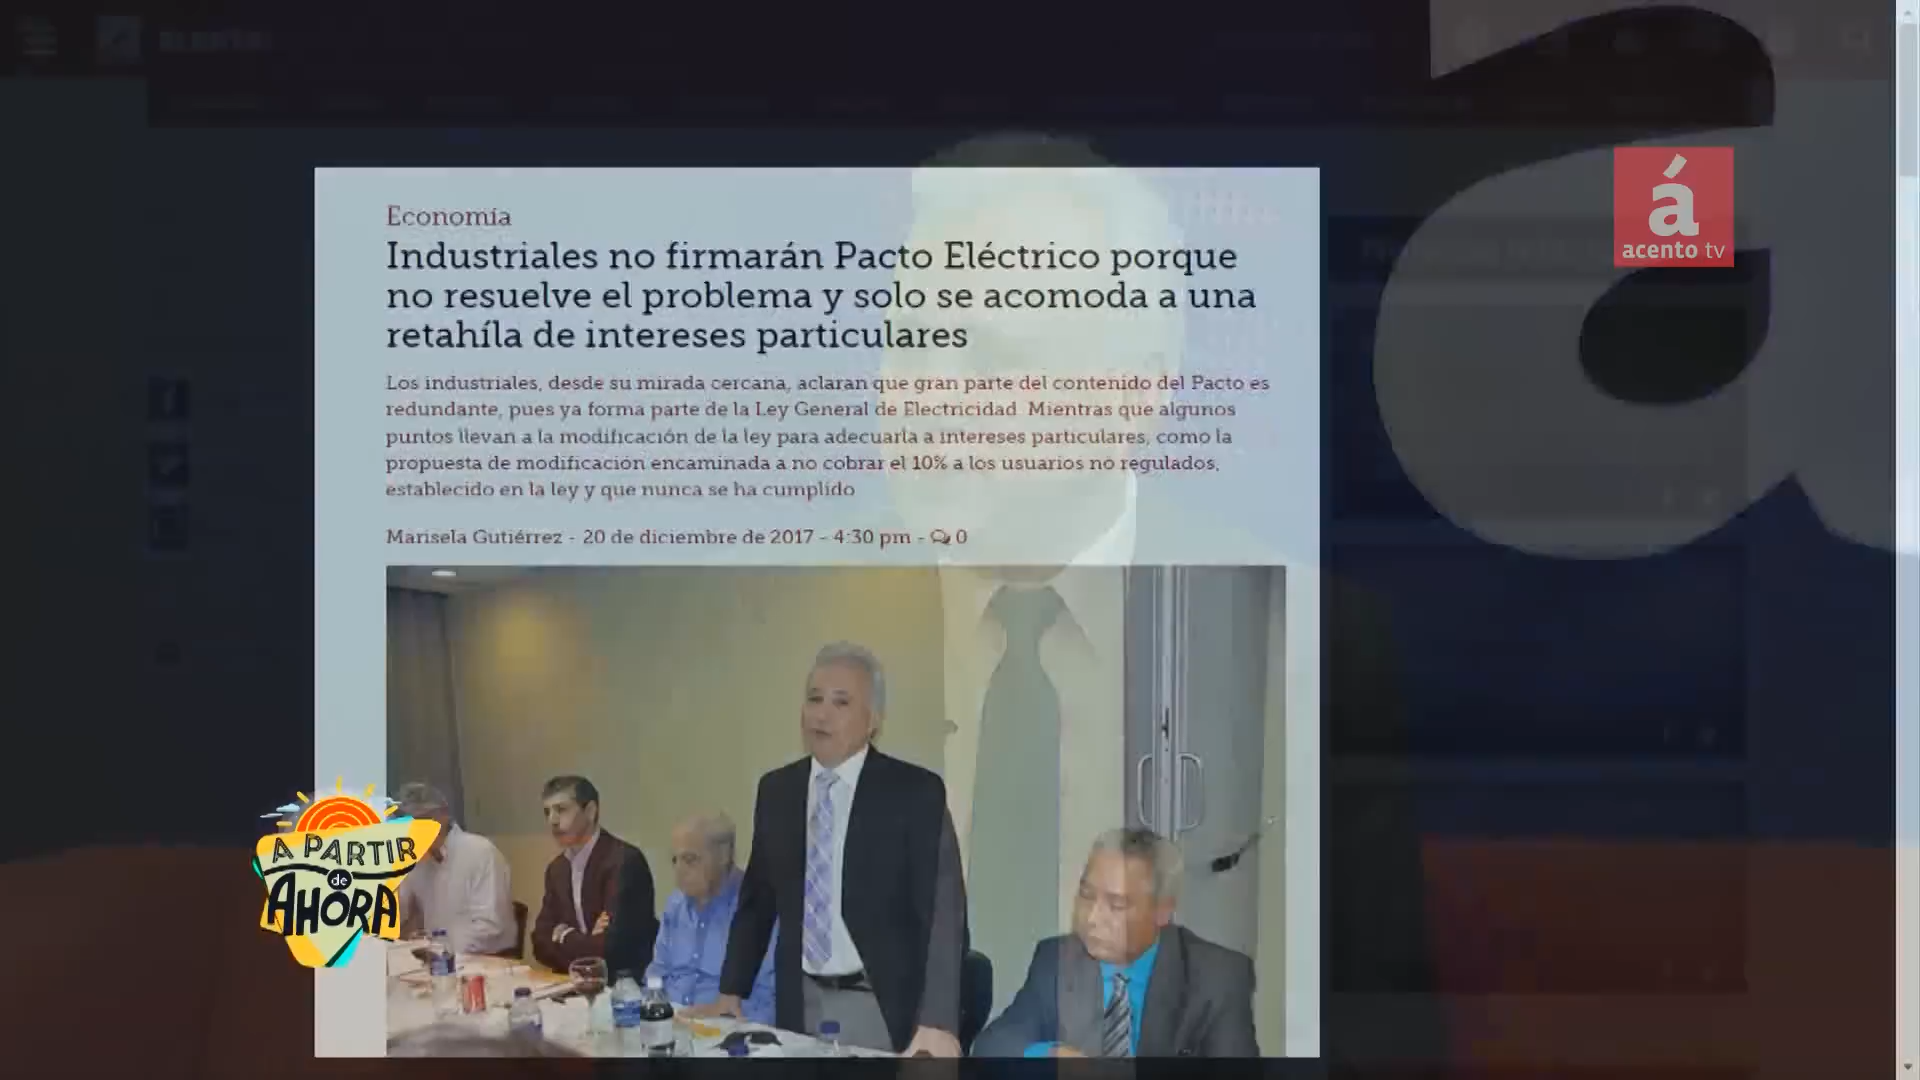 Economía
Industriales no firmarán Pacto Eléctrico porque
no resuelve el problema y solo se acomoda a una
retahíla de intereses particulares
Los industriales, desde su mirada cercana, aclaran que gran parte del contenido del Pacto es
redundante, pues ya forma parte de la Ley General de Electricidad. Mientras que algunos
puntos llevan a la modificación de la ley para adecuarla a intereses particulares, como la
propuesta de modificación encaminada a no cobrar el 10% a los usuarios no regulados,
establecido en la ley y que nunca se ha cumplido
Marisela Gutiérrez - 20 de diciembre de 2017 - 4:30 pm - 0
á
acento tv
A PARTIR
de
AHORA